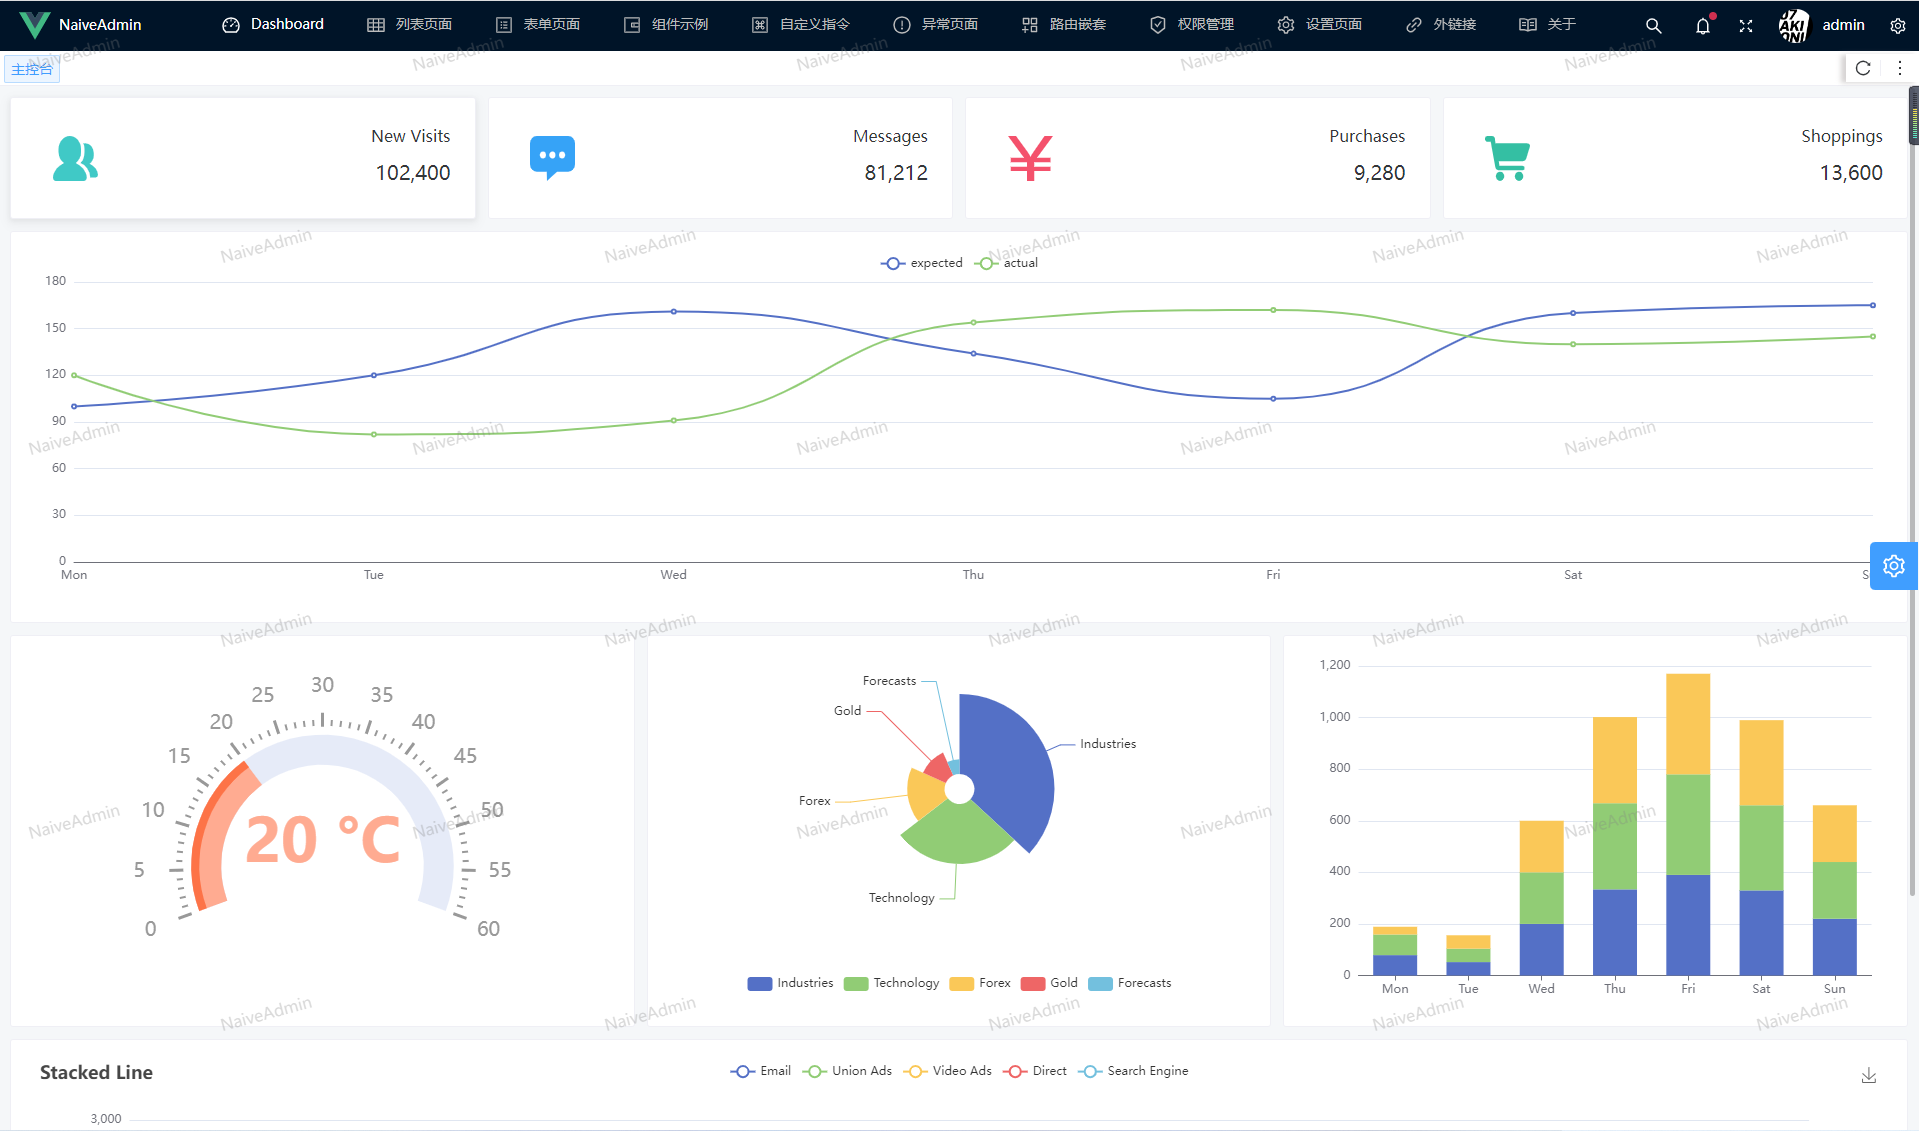 NaiveAdmin
Dashboard
列表页面
表单页面
组件示例
自定义指令
异常页面
路由嵌套
权限管理
设置页面
外链接
关于
admin
主控台
New Visits
102,400
Messages
81,212
¥
Purchases
9,280
Shoppings
13,600
expected
actual
180
150
120
90
60
30
0
Mon
Tue
Wed
Thu
Fri
Sat
S
0
5
10
15
20
25
30
35
40
45
50
55
60
20 °C
Forecasts
Gold
Industries
Forex
Technology
Industries
Technology
Forex
Gold
Forecasts
1,200
1,000
800
600
400
200
0
Mon
Tue
Wed
Thu
Fri
Sat
Sun
Stacked Line
Email
Union Ads
Video Ads
Direct
Search Engine
3,000
NaiveAdmin